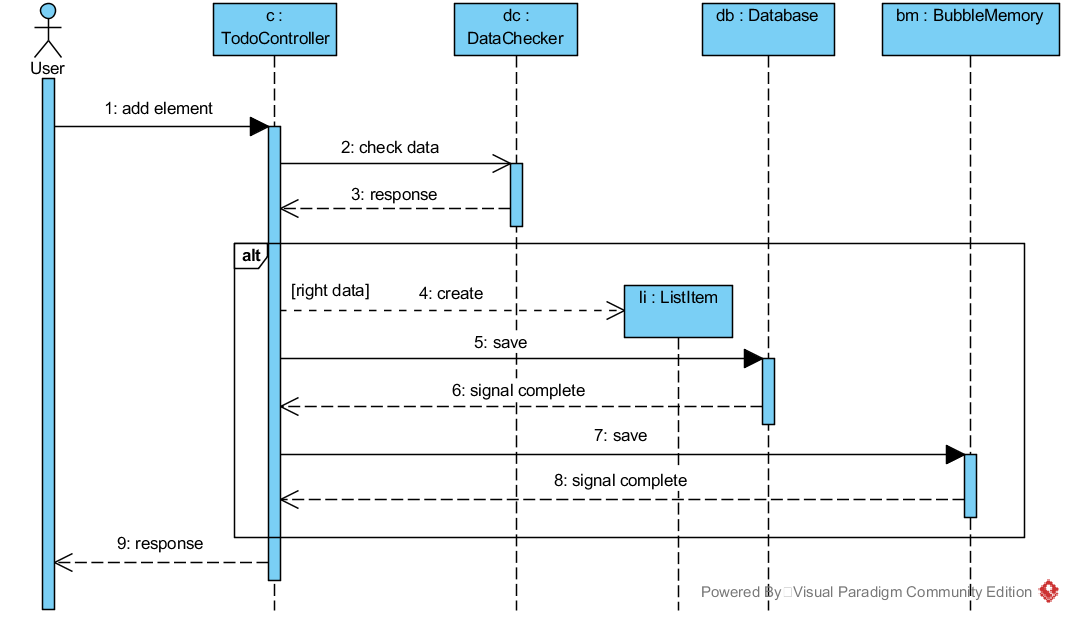 c :
TodoController
dc :
DataChecker
db : Database
bm : BubbleMemory
User
1: add element
2: check data
3: response
alt
[right data]
4: create
li : ListItem
5: save
6: signal complete
7: save
8: signal complete
9: response
Powered By Visual Paradigm Community Edition